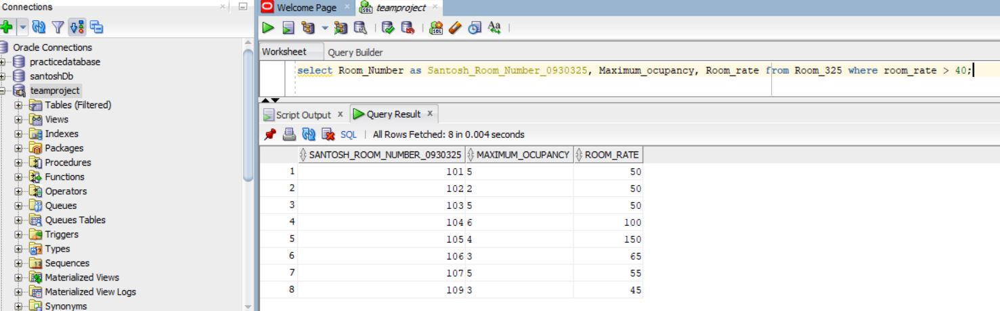 Connections
Oracle Connections
practicedatabase
santoshDb
teamproject
Tables (Filtered)
Views
Indexes
Packages
Procedures
Functions
Operators
Queues
Queues Tables
Triggers
Types
Sequences
Materialized Views
Materialized View Logs
Synonyms
Welcome Page teamproject
Worksheet Query Builder
select Room_Number as Santosh_Room_Number_0930325, Maximum_ocupancy, Room_rate from Room_325 where room_rate > 40;
Script Output x Query Result x
SQL All Rows Fetched: 8 in 0.004 seconds
SANTOSH_ROOM_NUMBER_0930325 MAXIMUM_OCUPANCY ROOM_RATE
1 101 5 50
2 102 2 65
3 103 5 50
4 104 6 100
5 105 4 150
6 106 3 65
7 107 5 55
8 109 3 45